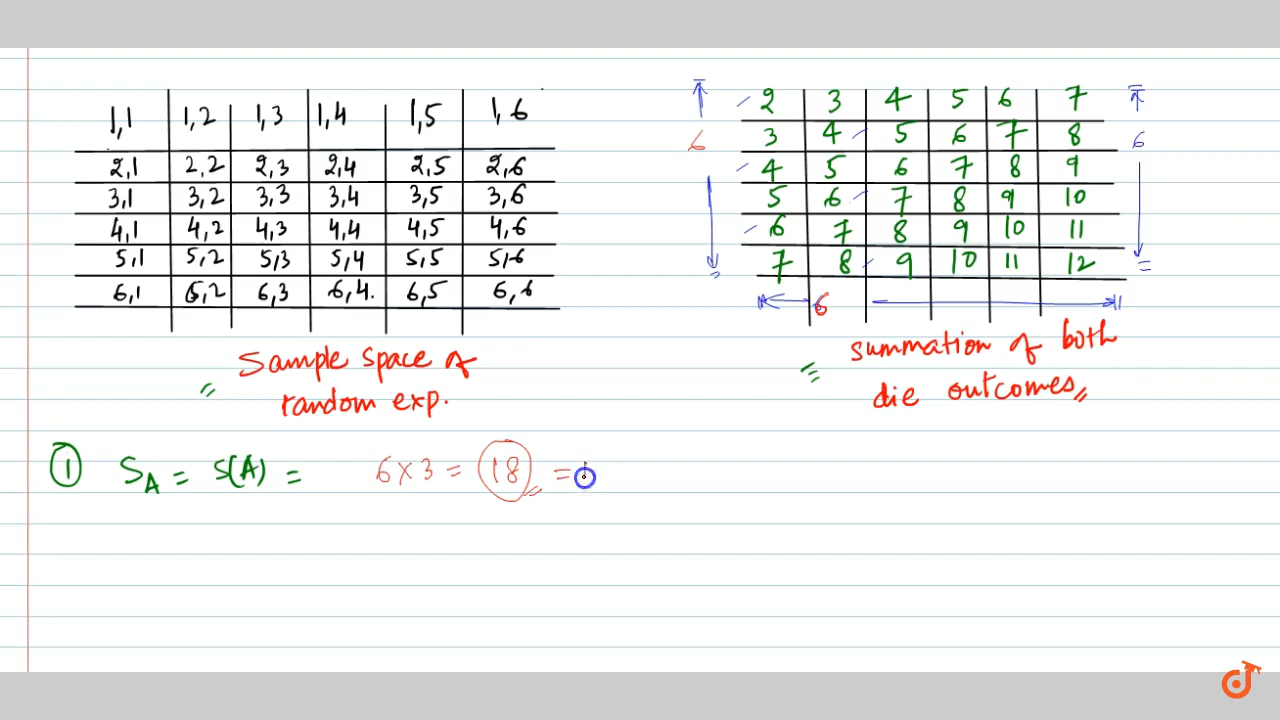 1,1 1,2 1,3 1,4 1,5 1,6
2,1 2,2 2,3 2,4 2,5 2,6
3,1 3,2 3,3 3,4 3,5 3,6
4,1 4,2 4,3 4,4 4,5 4,6
5,1 5,2 5,3 5,4 5,5 5,6
6,1 6,2 6,3 6,4. 6,5 6,6
Sample space of
random exp.
2 3 4 5 6 7
3 4 5 6 7 8
6
6
4 5 6 7 8 9
5 6 7 8 9 10
6 7 8 9 10 11
7 8 9 10 11 12
6
= summation of both
die outcomes
1 SA = S(A) = 6×3 = 18 =